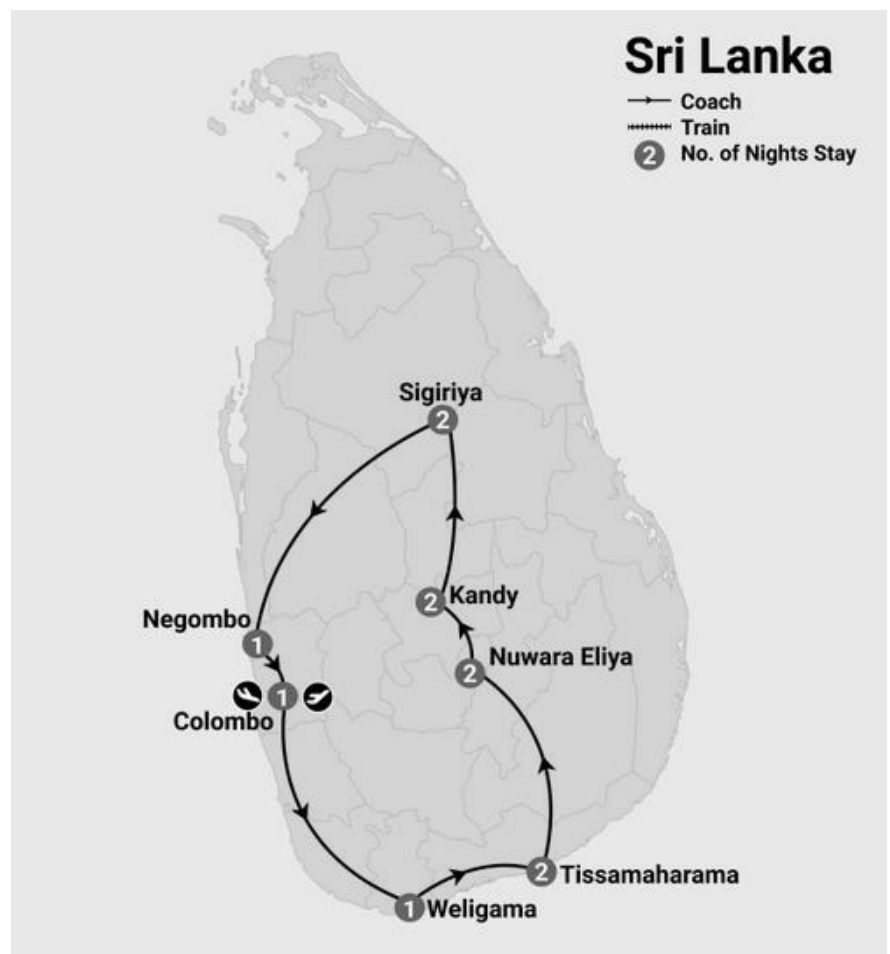 Sri Lanka
Coach
Train
2 No. of Nights Stay
Sigiriya
2
Kandy
2
Negombo
1
Nuwara Eliya
2
1
Colombo
2
Tissamaharama
1
Weligama